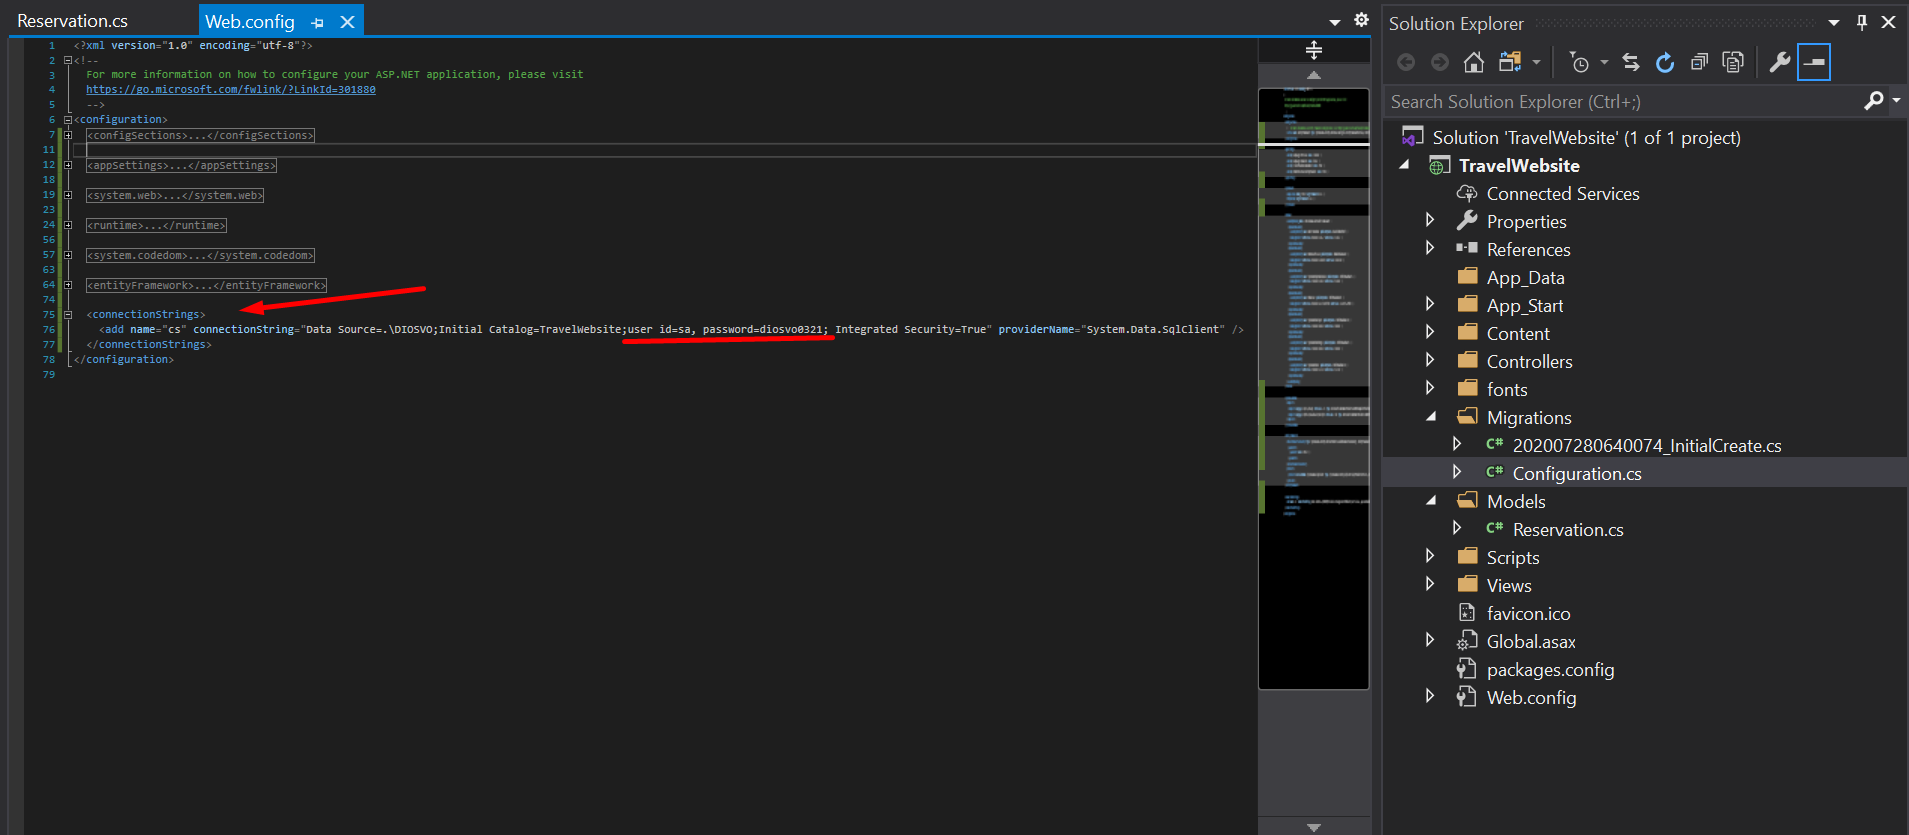 Reservation.cs
Web.config
1 <?xml version="1.0" encoding="utf-8"?>
2 <!--
3 For more information on how to configure your ASP.NET application, please visit
4 https://go.microsoft.com/fwlink/?LinkId=301880
5 -->
6 <configuration>
7 <configSections>...</configSections>
11
12 <appSettings>...</appSettings>
18
19 <system.web>...</system.web>
23
24 <runtime>...</runtime>
56
57 <system.codedom>...</system.codedom>
63
64 <entityFramework>...</entityFramework>
74
75 <connectionStrings>
76 <add name="cs" connectionString="Data Source=.\DIOSVO;Initial Catalog=TravelWebsite;user id=sa, password=diosvo0321; Integrated Security=True" providerName="System.Data.SqlClient" />
77 </connectionStrings>
78 </configuration>
79
Solution Explorer
Search Solution Explorer (Ctrl+;)
Solution 'TravelWebsite' (1 of 1 project)
TravelWebsite
Connected Services
Properties
References
App_Data
App_Start
Content
Controllers
fonts
Migrations
C# 202007280640074_InitialCreate.cs
C# Configuration.cs
Models
C# Reservation.cs
Scripts
Views
favicon.ico
Global.asax
packages.config
Web.config